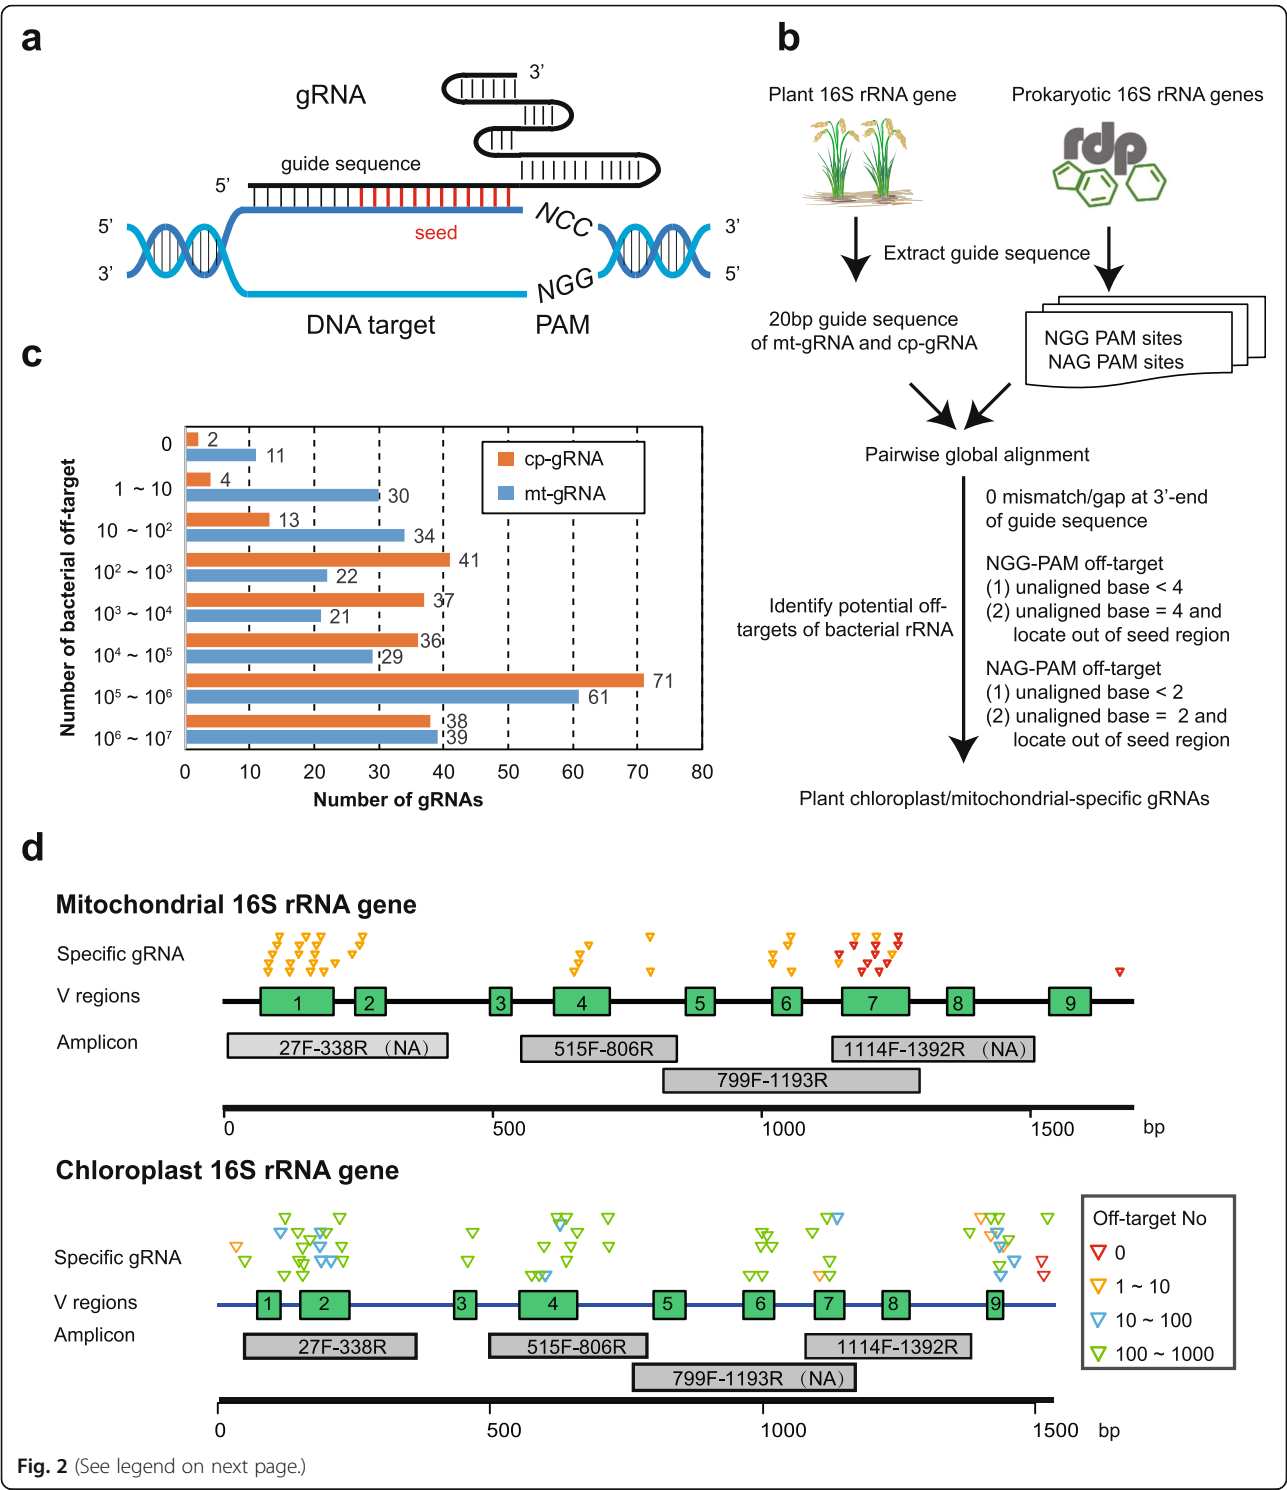 a
gRNA
3’
guide sequence
5’
seed
NCC
5’
3’
3’
5’
NGG
DNA target
PAM
b
Plant 16S rRNA gene
Prokaryotic 16S rRNA genes
rdp
Extract guide sequence
20bp guide sequence
of mt-gRNA and cp-gRNA
NGG PAM sites
NAG PAM sites
Pairwise global alignment
0 mismatch/gap at 3’-end
of guide sequence
NGG-PAM off-target
(1) unaligned base < 4
(2) unaligned base = 4 and
locate out of seed region
Identify potential off-
targets of bacterial rRNA
NAG-PAM off-target
(1) unaligned base < 2
(2) unaligned base = 2 and
locate out of seed region
Plant chloroplast/mitochondrial-specific gRNAs
c
Number of bacterial off-target
0
1 ~ 10
10 ~ 10²
10² ~ 10³
10³ ~ 10⁴
10⁴ ~ 10⁵
10⁵ ~ 10⁶
10⁶ ~ 10⁷
2
11
4
30
13
34
41
22
37
21
36
29
71
61
38
39
cp-gRNA
mt-gRNA
0 10 20 30 40 50 60 70 80
Number of gRNAs
d
Mitochondrial 16S rRNA gene
Specific gRNA
V regions
1 2 3 4 5 6 7 8 9
Amplicon
27F-338R （NA）
515F-806R
1114F-1392R （NA）
799F-1193R
0 500 1000 1500 bp
Chloroplast 16S rRNA gene
Specific gRNA
V regions
1 2 3 4 5 6 7 8 9
Amplicon
27F-338R
515F-806R
1114F-1392R
799F-1193R （NA）
0 500 1000 1500 bp
Off-target No
0
1 ~ 10
10 ~ 100
100 ~ 1000
Fig. 2 (See legend on next page.)